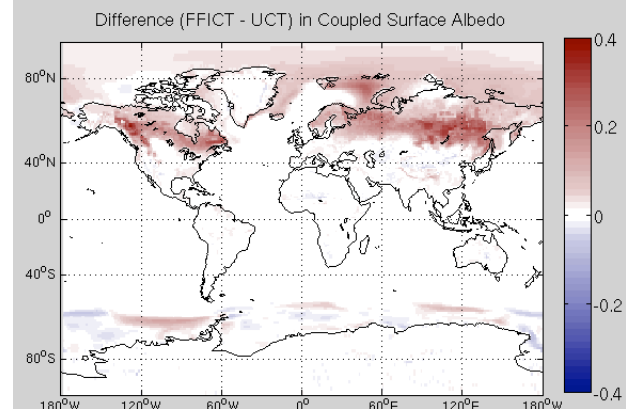 Difference (FFICT - UCT) in Coupled Surface Albedo
80°N
40°N
0°
40°S
80°S
180°W 120°W 60°W 0° 60°E 120°E 180°W
0.4
0.2
0
-0.2
-0.4